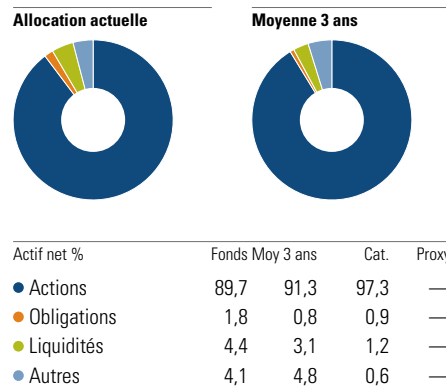 Allocation actuelle Moyenne 3 ans
Actif net % Fonds Moy 3 ans Cat. Proxy
Actions 89,7 91,3 97,3 —
Obligations 1,8 0,8 0,9 —
Liquidités 4,4 3,1 1,2 —
Autres 4,1 4,8 0,6 —